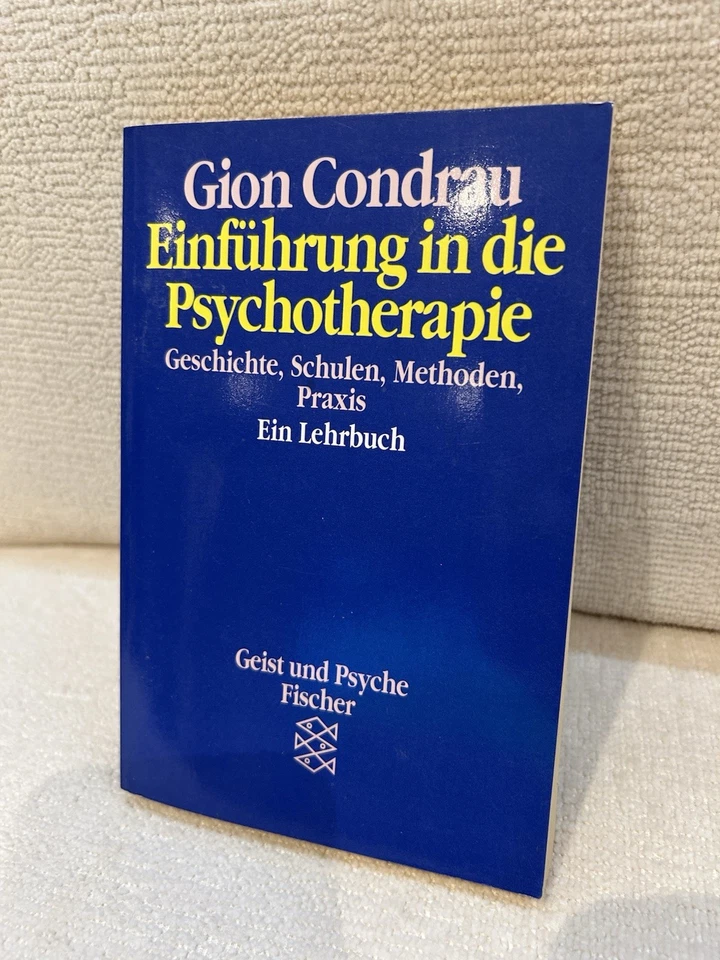 Gion Condrau
Einführung in die
Psychotherapie
Geschichte, Schulen, Methoden,
Praxis
Ein Lehrbuch
Geist und Psyche
Fischer